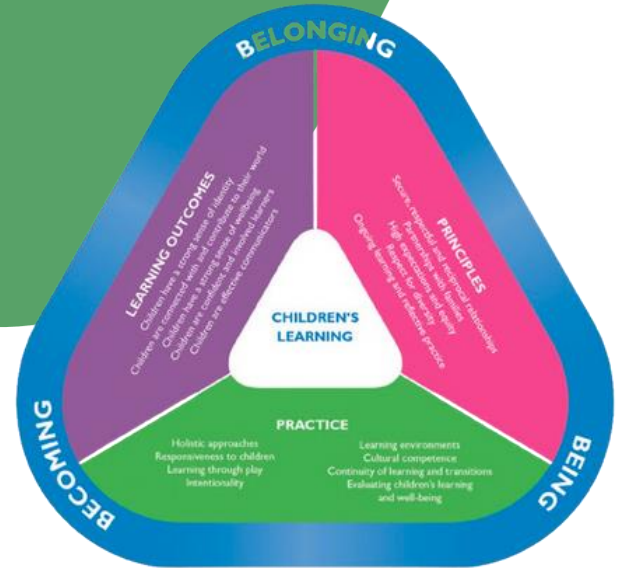 BELONGING
LEARNING OUTCOMES
Children have a strong sense of identity
Children are connected with and contribute to their world
Children have a strong sense of wellbeing
Children are confident and involved learners
Children are effective communicators
PRINCIPLES
Secure, respectful and reciprocal relationships
Partnerships with families
High expectations and equity
Respect for diversity
Ongoing learning and reflective practice
CHILDREN'S
LEARNING
PRACTICE
Holistic approaches
Responsiveness to children
Learning through play
Intentionality
Learning environments
Cultural competence
Continuity of learning and transitions
Evaluating children's learning
and well-being
BECOMING
BEING